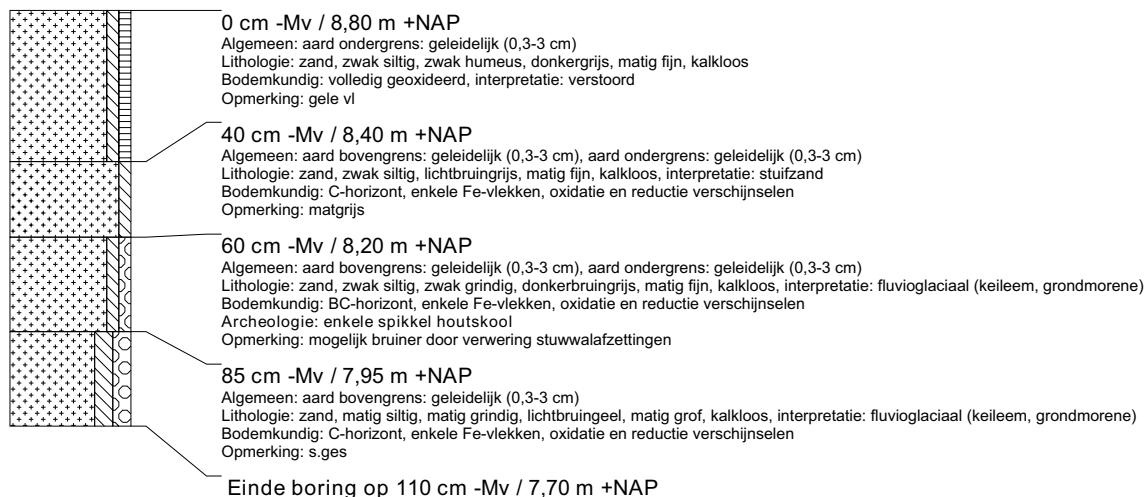 0 cm -Mv / 8,80 m +NAP
Algemeen: aard ondergrens: geleidelijk (0,3-3 cm)
Lithologie: zand, zwak siltig, zwak humeus, donkergrijs, matig fijn, kalkloos
Bodemkundig: volledig geoxideerd, interpretatie: verstoord
Opmerking: gele vl
40 cm -Mv / 8,40 m +NAP
Algemeen: aard bovengrens: geleidelijk (0,3-3 cm), aard ondergrens: geleidelijk (0,3-3 cm)
Lithologie: zand, zwak siltig, lichtbruingrijs, matig fijn, kalkloos, interpretatie: stuifzand
Bodemkundig: C-horizont, enkele Fe-vlekken, oxidatie en reductie verschijnselen
Opmerking: matgrijs
60 cm -Mv / 8,20 m +NAP
Algemeen: aard bovengrens: geleidelijk (0,3-3 cm), aard ondergrens: geleidelijk (0,3-3 cm)
Lithologie: zand, zwak siltig, zwak grindig, donkerbruingrijs, matig fijn, kalkloos, interpretatie: fluvioglaciaal (keileem, grondmorene)
Bodemkundig: BC-horizont, enkele Fe-vlekken, oxidatie en reductie verschijnselen
Archeologie: enkele spikkel houtskool
Opmerking: mogelijk bruiner door verwering stuwwalafzettingen
85 cm -Mv / 7,95 m +NAP
Algemeen: aard bovengrens: geleidelijk (0,3-3 cm)
Lithologie: zand, matig siltig, matig grindig, lichtbruingeel, matig grof, kalkloos, interpretatie: fluvioglaciaal (keileem, grondmorene)
Bodemkundig: C-horizont, enkele Fe-vlekken, oxidatie en reductie verschijnselen
Opmerking: s.ges
Einde boring op 110 cm -Mv / 7,70 m +NAP